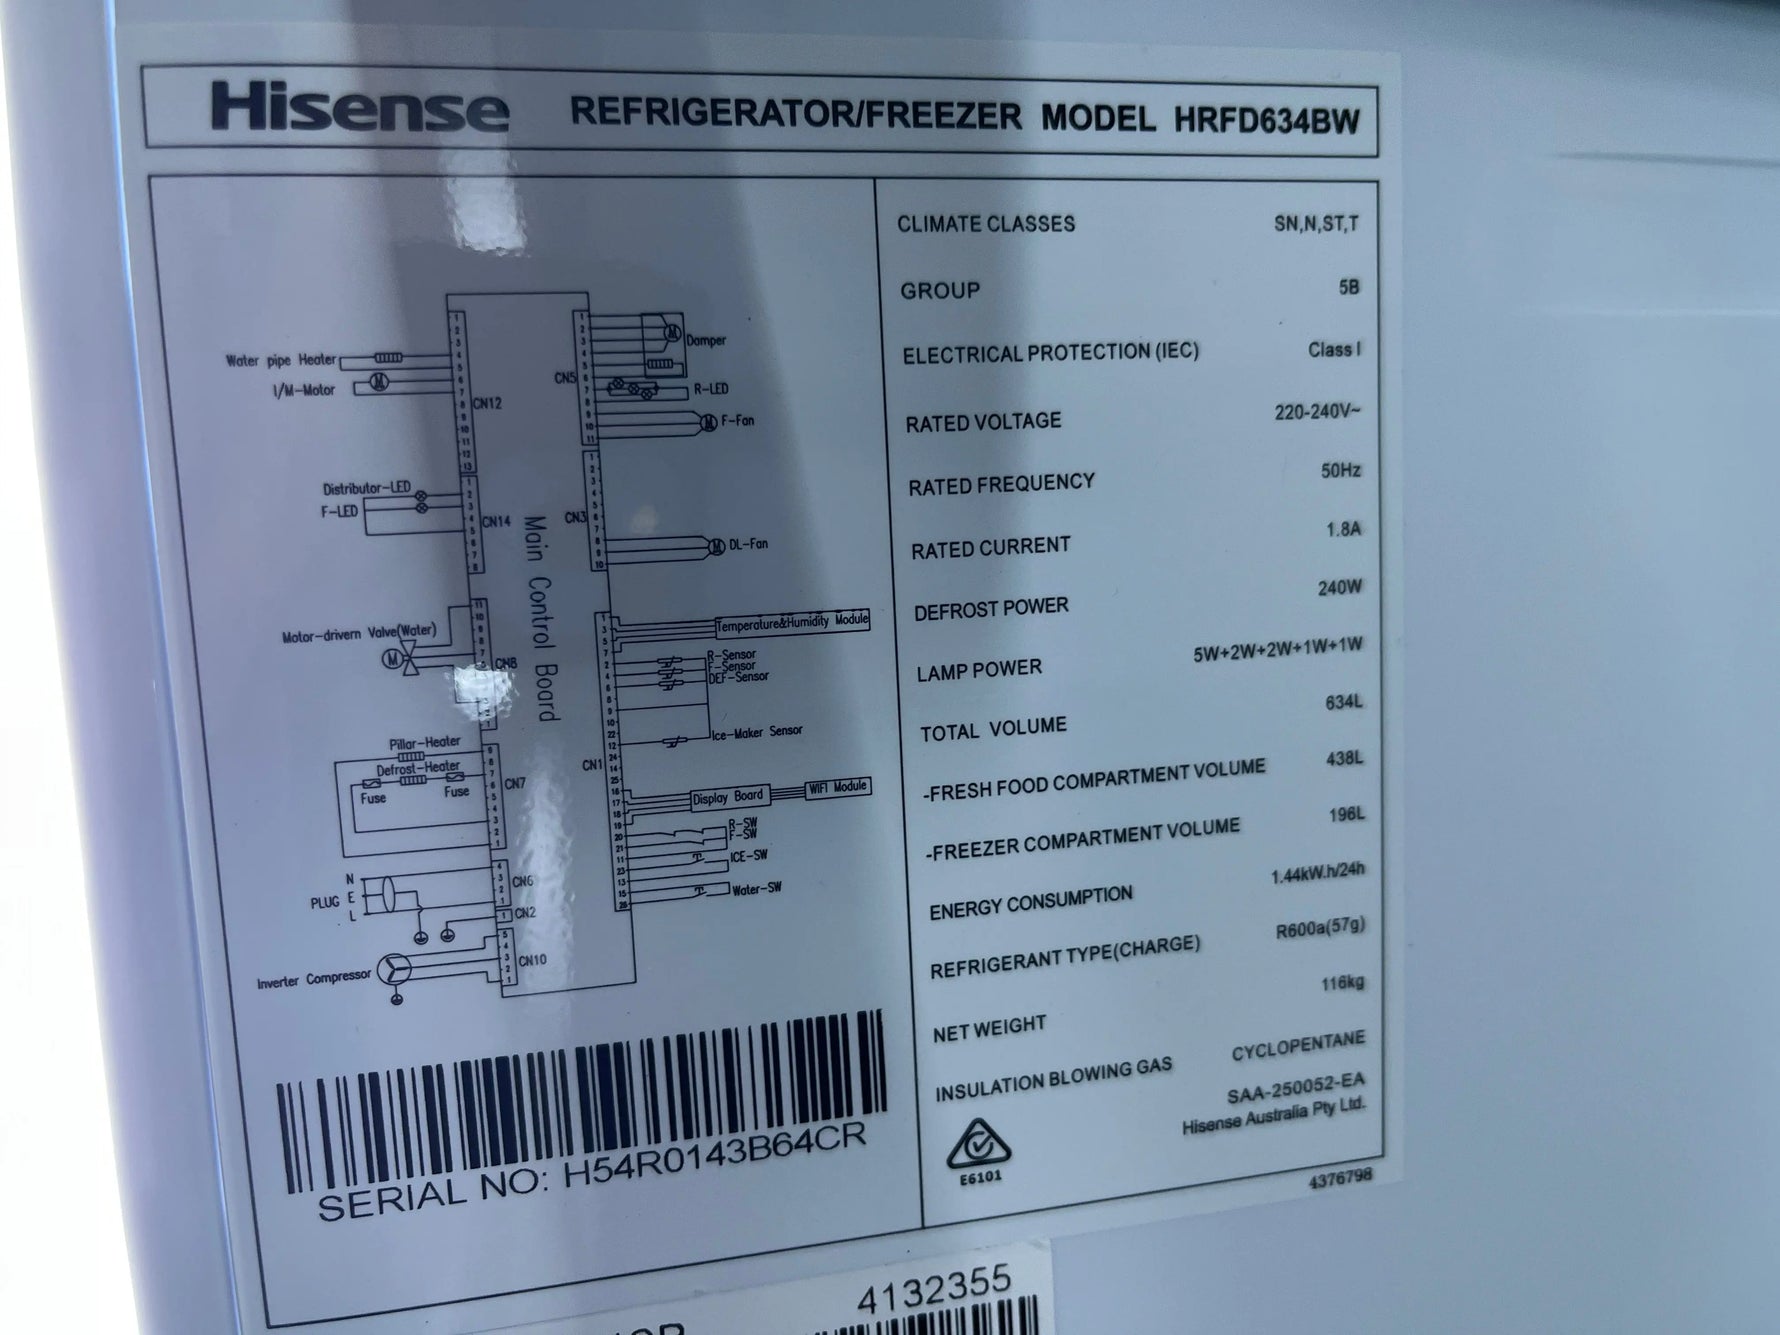 Hisense REFRIGERATOR/FREEZER MODEL HRFD634BW
CLIMATE CLASSES SN,N,ST,T
GROUP 5B
ELECTRICAL PROTECTION (IEC) Class I
RATED VOLTAGE 220-240V~
RATED FREQUENCY 50Hz
RATED CURRENT 1.8A
DEFROST POWER 240W
LAMP POWER 5W+2W+2W+1W+1W
TOTAL VOLUME 634L
-FRESH FOOD COMPARTMENT VOLUME 438L
-FREEZER COMPARTMENT VOLUME 196L
ENERGY CONSUMPTION 1.44kW.h/24h
REFRIGERANT TYPE(CHARGE) R600a(57g)
NET WEIGHT 116kg
INSULATION BLOWING GAS CYCLOPENTANE
SAA-250052-EA
Hisense Australia Pty Ltd.
E6101
4376798
Water pipe Heater
I/M-Motor
CN12
Distributor-LED
F-LED
CN14
Motor-drivern Valve(Water)
CN8
Pillar-Heater
Defrost-Heater
Fuse Fuse
CN7
PLUG N E L
CN6
CN2
Inverter Compressor
CN10
Main Control Board
CN5
Damper
R-LED
F-Fan
CN3
DL-Fan
CN1
Temperature&Humidity Module
R-Sensor
F-Sensor
DEF-Sensor
Ice-Maker Sensor
Display Board
WIFI Module
R-SW
F-SW
ICE-SW
Water-SW
SERIAL NO: H54R0143B64CR
4132355